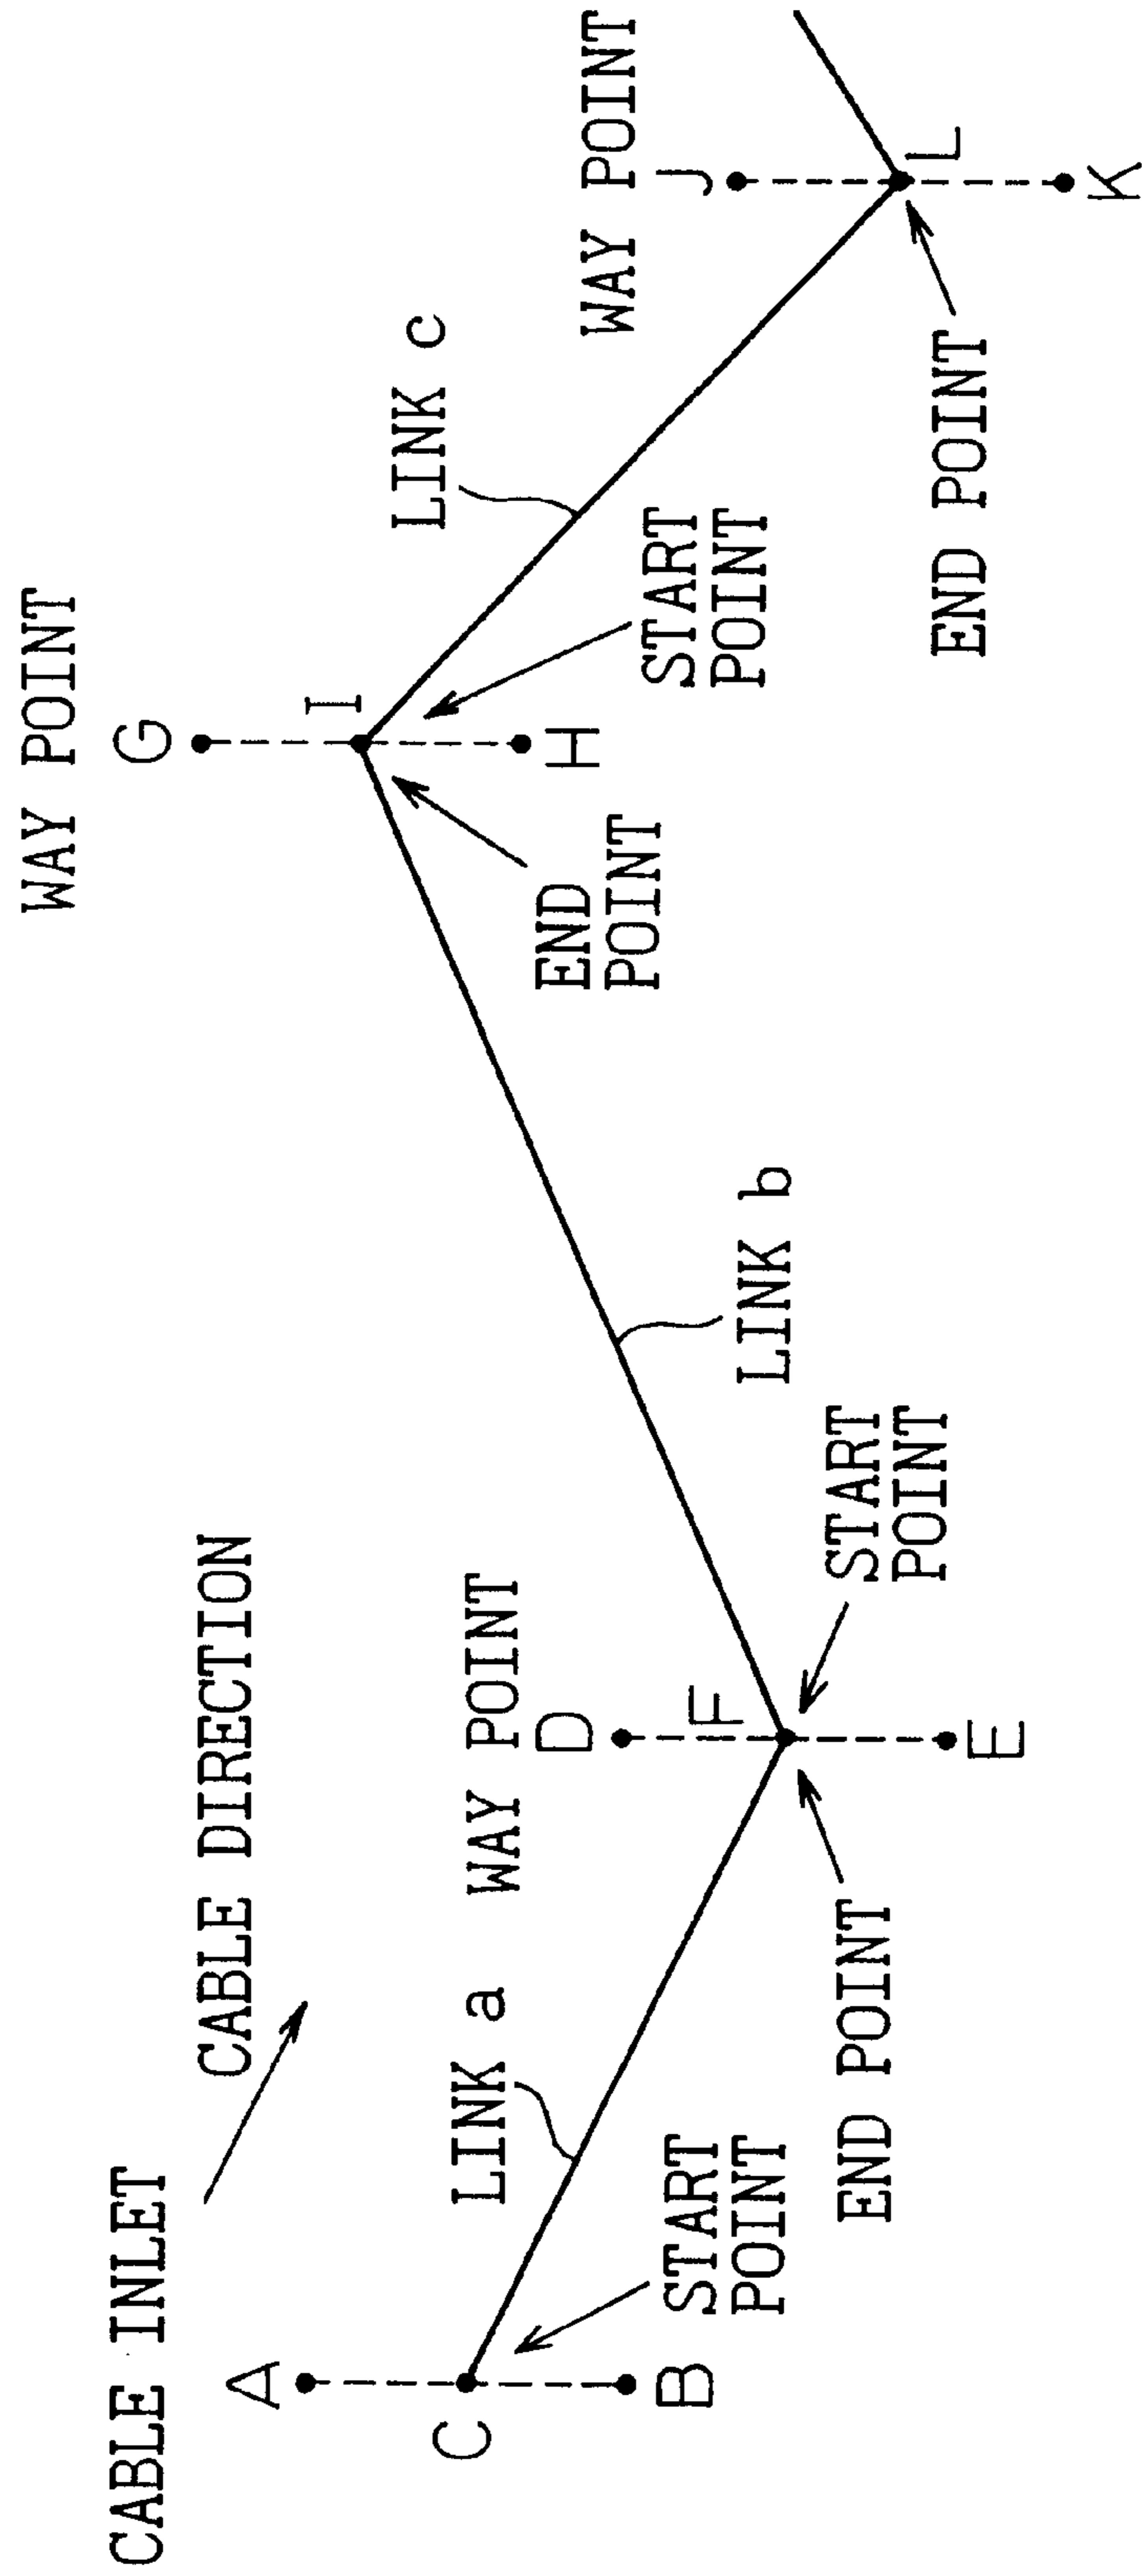 CABLE INLET
CABLE DIRECTION
A
C
B
LINK a
START
POINT
WAY POINT
D
F
E
END POINT
START
POINT
LINK b
WAY POINT
G
I
H
END
POINT
START
POINT
LINK c
WAY POINT
J
L
K
END POINT